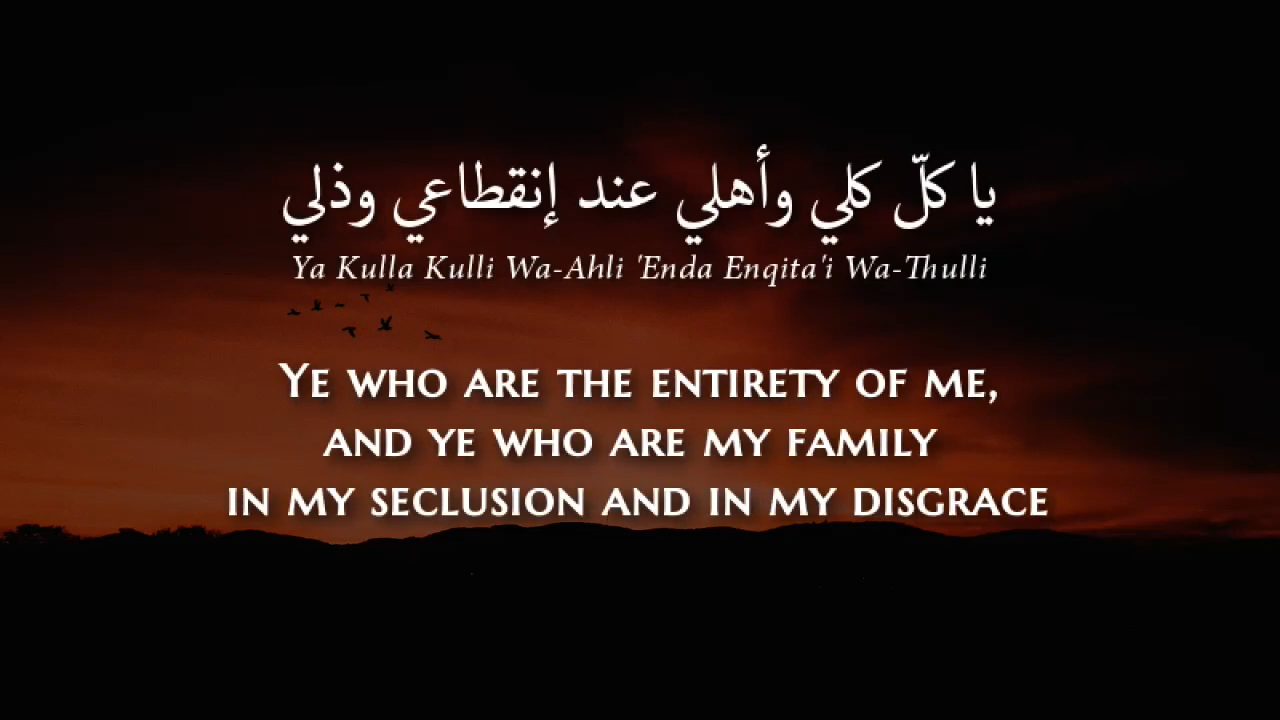 يا كلّ كلي وأهلي عند إنقطاعي وذلي
Ya Kulla Kulli Wa-Ahli 'Enda Enqita'i Wa-Thulli
Ye who are the entirety of me,
and ye who are my family
in my seclusion and in my disgrace